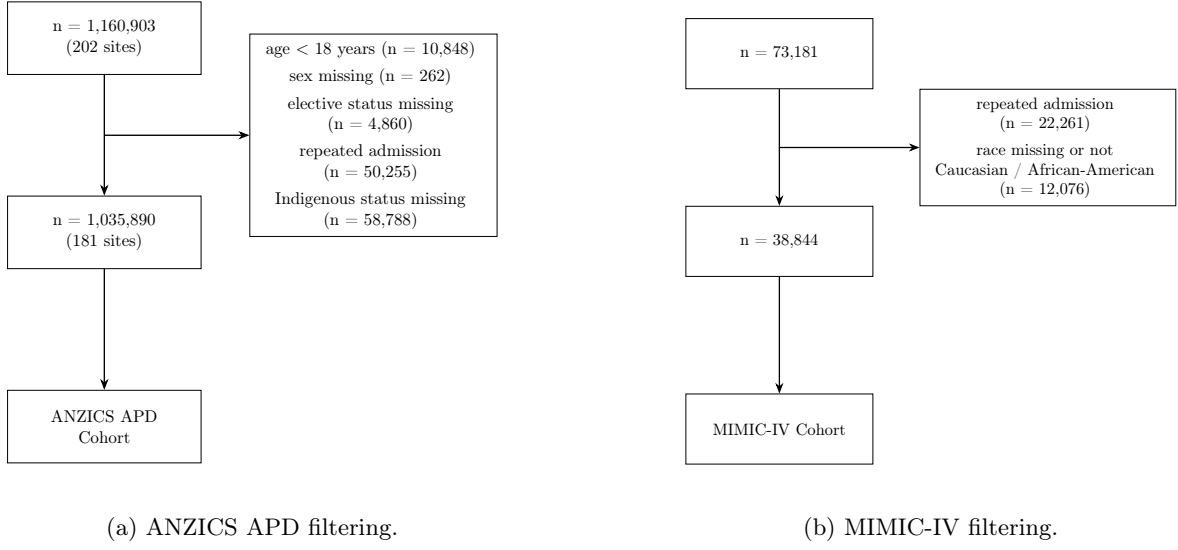 n = 1,160,903
(202 sites)
age < 18 years (n = 10,848)
sex missing (n = 262)
elective status missing
(n = 4,860)
repeated admission
(n = 50,255)
Indigenous status missing
(n = 58,788)
n = 1,035,890
(181 sites)
ANZICS APD
Cohort
(a) ANZICS APD filtering.
n = 73,181
repeated admission
(n = 22,261)
race missing or not
Caucasian / African-American
(n = 12,076)
n = 38,844
MIMIC-IV Cohort
(b) MIMIC-IV filtering.